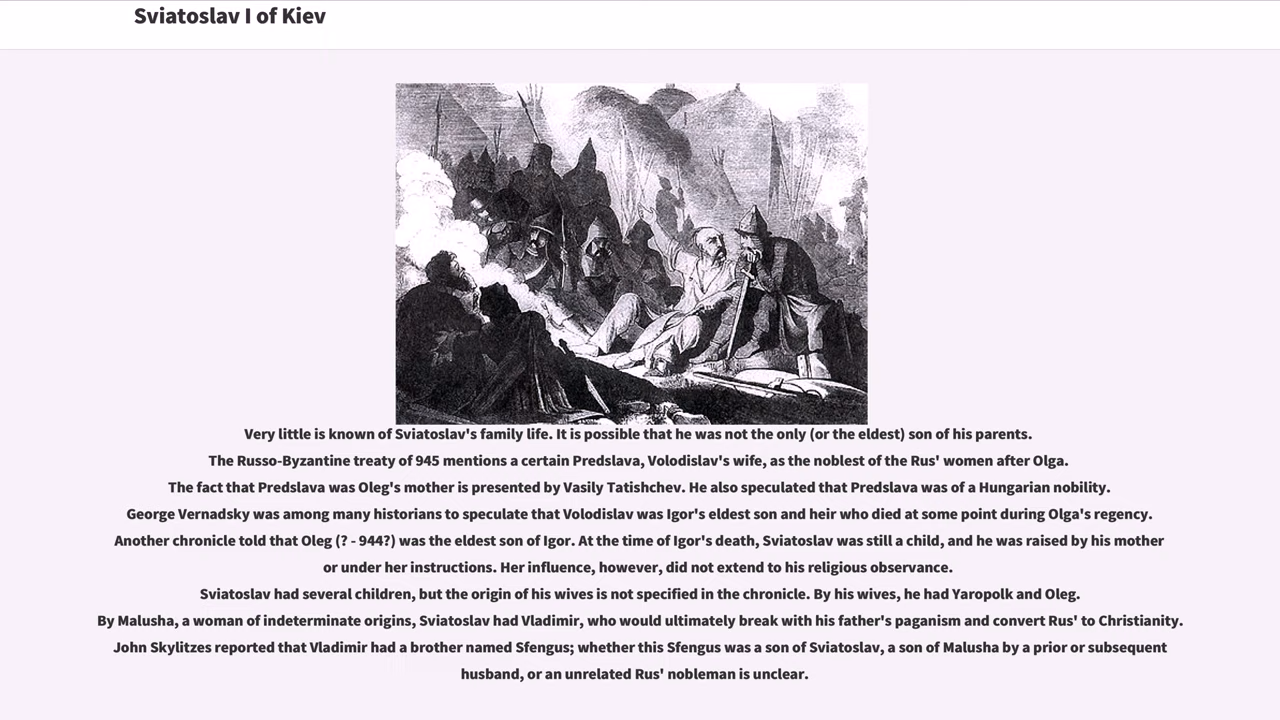 Sviatoslav I of Kiev
Very little is known of Sviatoslav's family life. It is possible that he was not the only (or the eldest) son of his parents.
The Russo-Byzantine treaty of 945 mentions a certain Predslava, Volodislav's wife, as the noblest of the Rus' women after Olga.
The fact that Predslava was Oleg's mother is presented by Vasily Tatishchev. He also speculated that Predslava was of a Hungarian nobility.
George Vernadsky was among many historians to speculate that Volodislav was Igor's eldest son and heir who died at some point during Olga's regency.
Another chronicle told that Oleg (? - 944?) was the eldest son of Igor. At the time of Igor's death, Sviatoslav was still a child, and he was raised by his mother
or under her instructions. Her influence, however, did not extend to his religious observance.
Sviatoslav had several children, but the origin of his wives is not specified in the chronicle. By his wives, he had Yaropolk and Oleg.
By Malusha, a woman of indeterminate origins, Sviatoslav had Vladimir, who would ultimately break with his father's paganism and convert Rus' to Christianity.
John Skylitzes reported that Vladimir had a brother named Sfengus; whether this Sfengus was a son of Sviatoslav, a son of Malusha by a prior or subsequent
husband, or an unrelated Rus' nobleman is unclear.